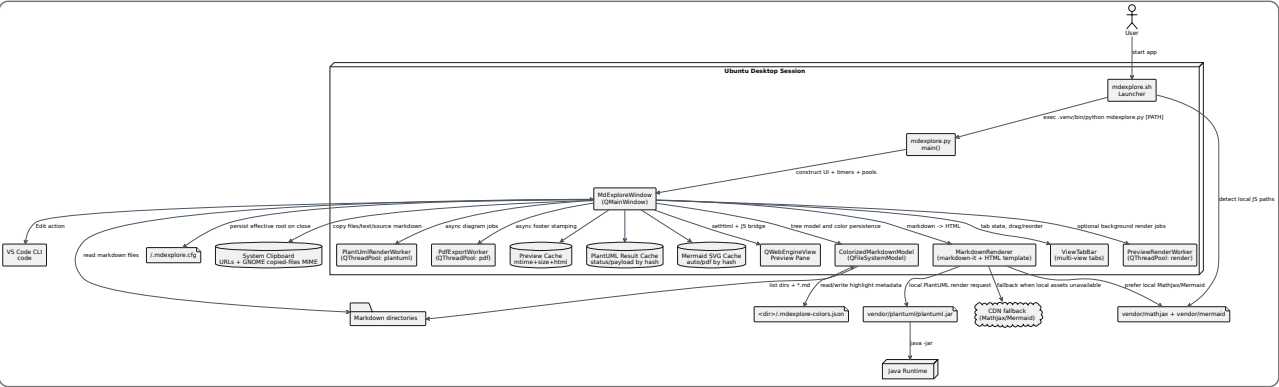 User
start app
Ubuntu Desktop Session
mdexplore.sh
Launcher
exec .venv/bin/python mdexplore.py [PATH]
mdexplore.py
main()
construct UI + timers + pools
MdExploreWindow
(QMainWindow)
detect local JS paths
Edit action
persist effective root on close
copy files/text/source markdown
async diagram jobs
async footer stamping
setHtml + JS bridge
tree model and color persistence
markdown -> HTML
tab state, drag/reorder
optional background render jobs
read markdown files
VS Code CLI
code
/.mdexplore.cfg
System Clipboard
URLs + GNOME copied-files MIME
PlantUmlRenderWorker
(QThreadPool: plantuml)
PdfExportWorker
(QThreadPool: pdf)
Preview Cache
mtime+size+html
PlantUML Result Cache
status/payload by hash
Mermaid SVG Cache
auto/pdf by hash
QWebEngineView
Preview Pane
ColorizedMarkdownModel
(QFileSystemModel)
MarkdownRenderer
(markdown-it + HTML template)
ViewTabBar
(multi-view tabs)
PreviewRenderWorker
(QThreadPool: render)
list dirs + *.md
read/write highlight metadata
local PlantUML render request
fallback when local assets unavailable
prefer local MathJax/Mermaid
Markdown directories
<dir>/.mdexplore-colors.json
vendor/plantuml/plantuml.jar
CDN fallback
(MathJax/Mermaid)
vendor/mathjax + vendor/mermaid
java -jar
Java Runtime